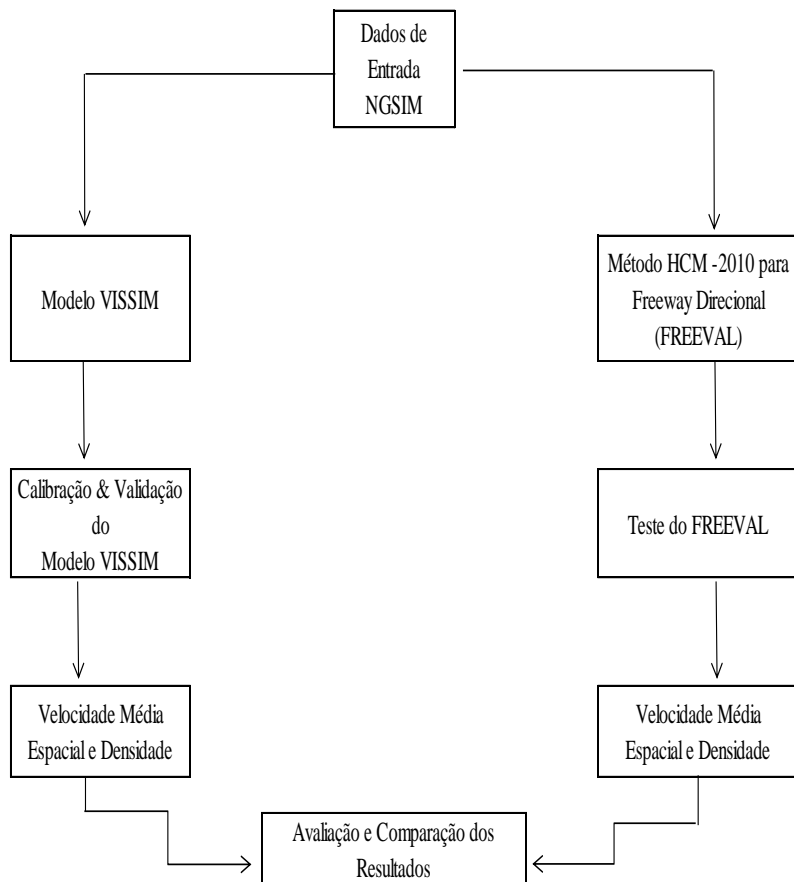 Dados de
Entrada
NGSIM
Modelo VISSIM
Método HCM -2010 para
Freeway Direcional
(FREEVAL)
Calibração & Validação
do
Modelo VISSIM
Teste do FREEVAL
Velocidade Média
Espacial e Densidade
Velocidade Média
Espacial e Densidade
Avaliação e Comparação dos
Resultados